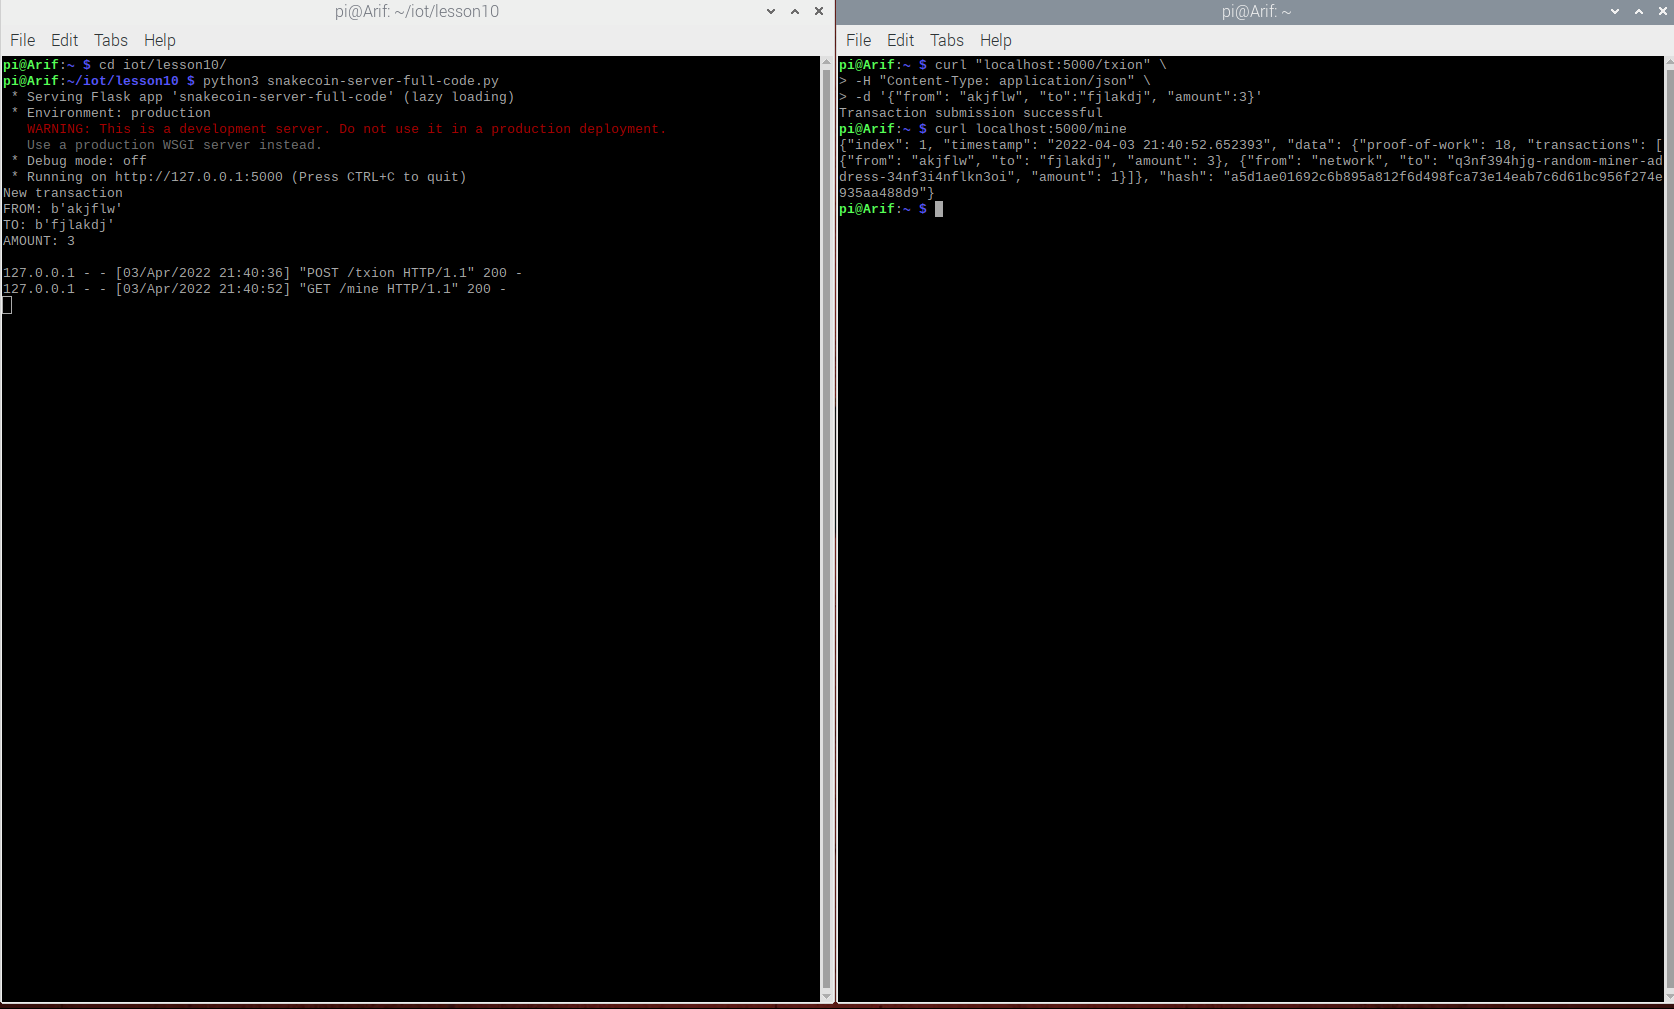 pi@Arif: ~/iot/lesson10
File Edit Tabs Help
pi@Arif:~ $ cd iot/lesson10/
pi@Arif:~/iot/lesson10 $ python3 snakecoin-server-full-code.py
 * Serving Flask app 'snakecoin-server-full-code' (lazy loading)
 * Environment: production
   WARNING: This is a development server. Do not use it in a production deployment.
   Use a production WSGI server instead.
 * Debug mode: off
 * Running on http://127.0.0.1:5000 (Press CTRL+C to quit)
New transaction
FROM: b'akjflw'
TO: b'fjlakdj'
AMOUNT: 3
127.0.0.1 - - [03/Apr/2022 21:40:36] "POST /txion HTTP/1.1" 200 -
127.0.0.1 - - [03/Apr/2022 21:40:52] "GET /mine HTTP/1.1" 200 -
pi@Arif: ~
File Edit Tabs Help
pi@Arif:~ $ curl "localhost:5000/txion" \
> -H "Content-Type: application/json" \
> -d '{"from": "akjflw", "to":"fjlakdj", "amount":3}'
Transaction submission successful
pi@Arif:~ $ curl localhost:5000/mine
{"index": 1, "timestamp": "2022-04-03 21:40:52.652393", "data": {"proof-of-work": 18, "transactions": [
{"from": "akjflw", "to": "fjlakdj", "amount": 3}, {"from": "network", "to": "q3nf394hjg-random-miner-ad
dress-34nf3i4nflkn3oi", "amount": 1}]}, "hash": "a5d1ae01692c6b895a812f6d498fca73e14eab7c6d61bc956f274e
935aa488d9"}
pi@Arif:~ $